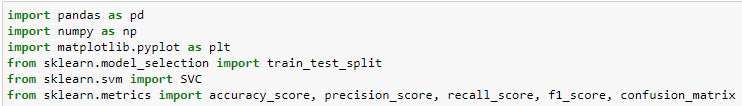 import pandas as pd
import numpy as np
import matplotlib.pyplot as plt
from sklearn.model_selection import train_test_split
from sklearn.svm import SVC
from sklearn.metrics import accuracy_score, precision_score, recall_score, f1_score, confusion_matrix